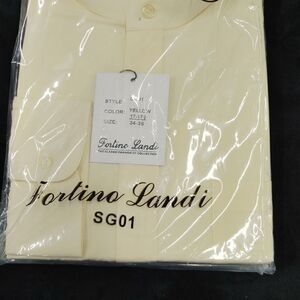 STYLE
COLOR: YELLOW
17-17½
SIZE: 34-35
Fortino Landi
Fortino Landi
SG01